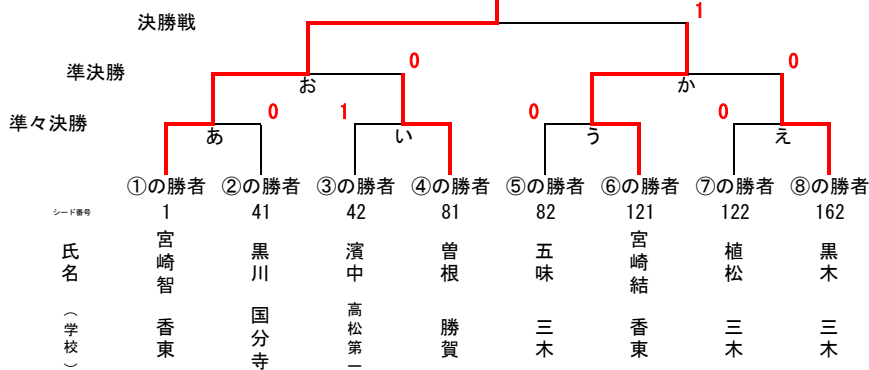 決勝戦 1
準決勝 お 0 か 0
準々決勝 あ 0 1 い 0 う 0 え
①の勝者 ②の勝者 ③の勝者 ④の勝者 ⑤の勝者 ⑥の勝者 ⑦の勝者 ⑧の勝者
シード番号 1 41 42 81 82 121 122 162
氏名 宮崎智 黒川 濱中 曽根 五味 宮崎結 植松 黒木
（学校） 香東 国分寺 高松第一 勝賀 三木 香東 三木 三木